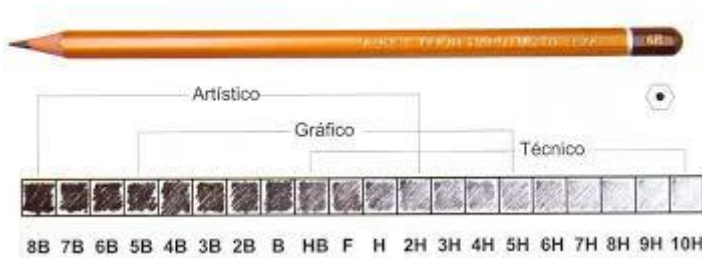 6B
Artístico
Gráfico
Técnico
8B 7B 6B 5B 4B 3B 2B B HB F H 2H 3H 4H 5H 6H 7H 8H 9H 10H